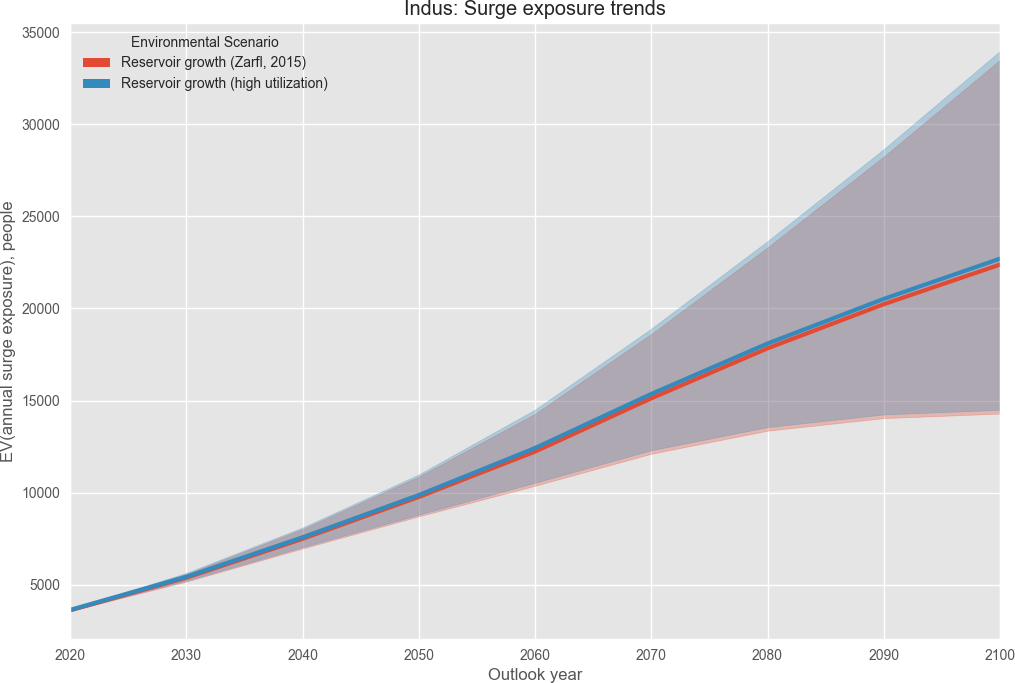 Indus: Surge exposure trends
Environmental Scenario
Reservoir growth (Zarfl, 2015)
Reservoir growth (high utilization)
EV(annual surge exposure), people
35000
30000
25000
20000
15000
10000
5000
2020 2030 2040 2050 2060 2070 2080 2090 2100
Outlook year